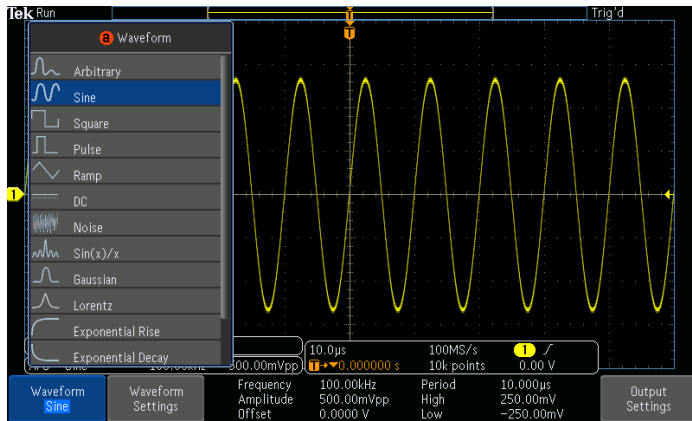 Tek Run Trig'd
T
T
a Waveform
Arbitrary
Sine
Square
Pulse
Ramp
1
DC
Noise
Sin(x)/x
Gaussian
Lorentz
Exponential Rise
Exponential Decay
500.00mVpp
10.0µs 100MS/s 1
T 0.000000 s 10k points 0.00 V
Waveform
Sine
Waveform
Settings
Frequency 100.00kHz Period 10.000µs
Amplitude 500.00mVpp High 250.00mV
Offset 0.0000 V Low −250.00mV
Output
Settings